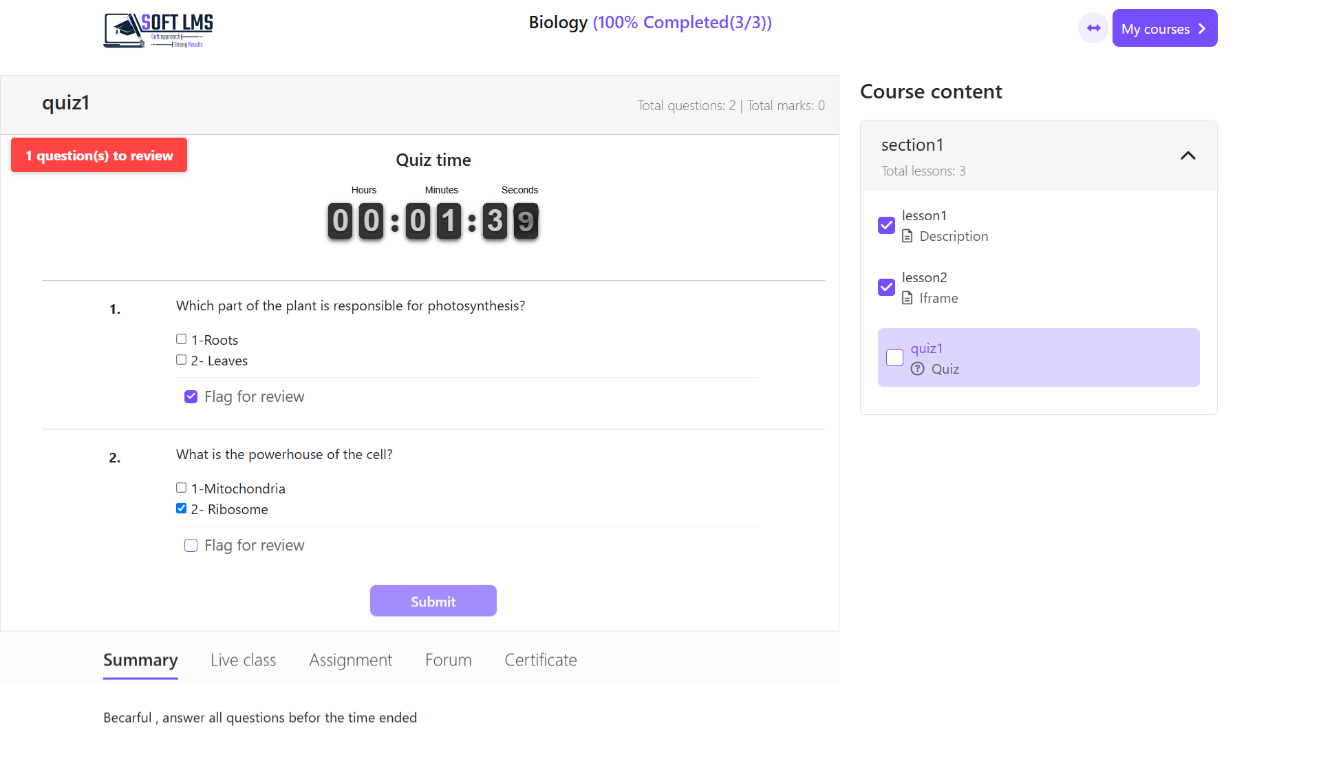 SOFT LMS
Soft approach
Strong Results
Biology (100% Completed(3/3))
My courses
quiz1
Total questions: 2 | Total marks: 0
1 question(s) to review
Quiz time
Hours Minutes Seconds
00:01:39
1. Which part of the plant is responsible for photosynthesis?
1-Roots
2- Leaves
Flag for review
2. What is the powerhouse of the cell?
1-Mitochondria
2- Ribosome
Flag for review
Submit
Summary Live class Assignment Forum Certificate
Becarful , answer all questions befor the time ended
Course content
section1
Total lessons: 3
lesson1
Description
lesson2
Iframe
quiz1
Quiz